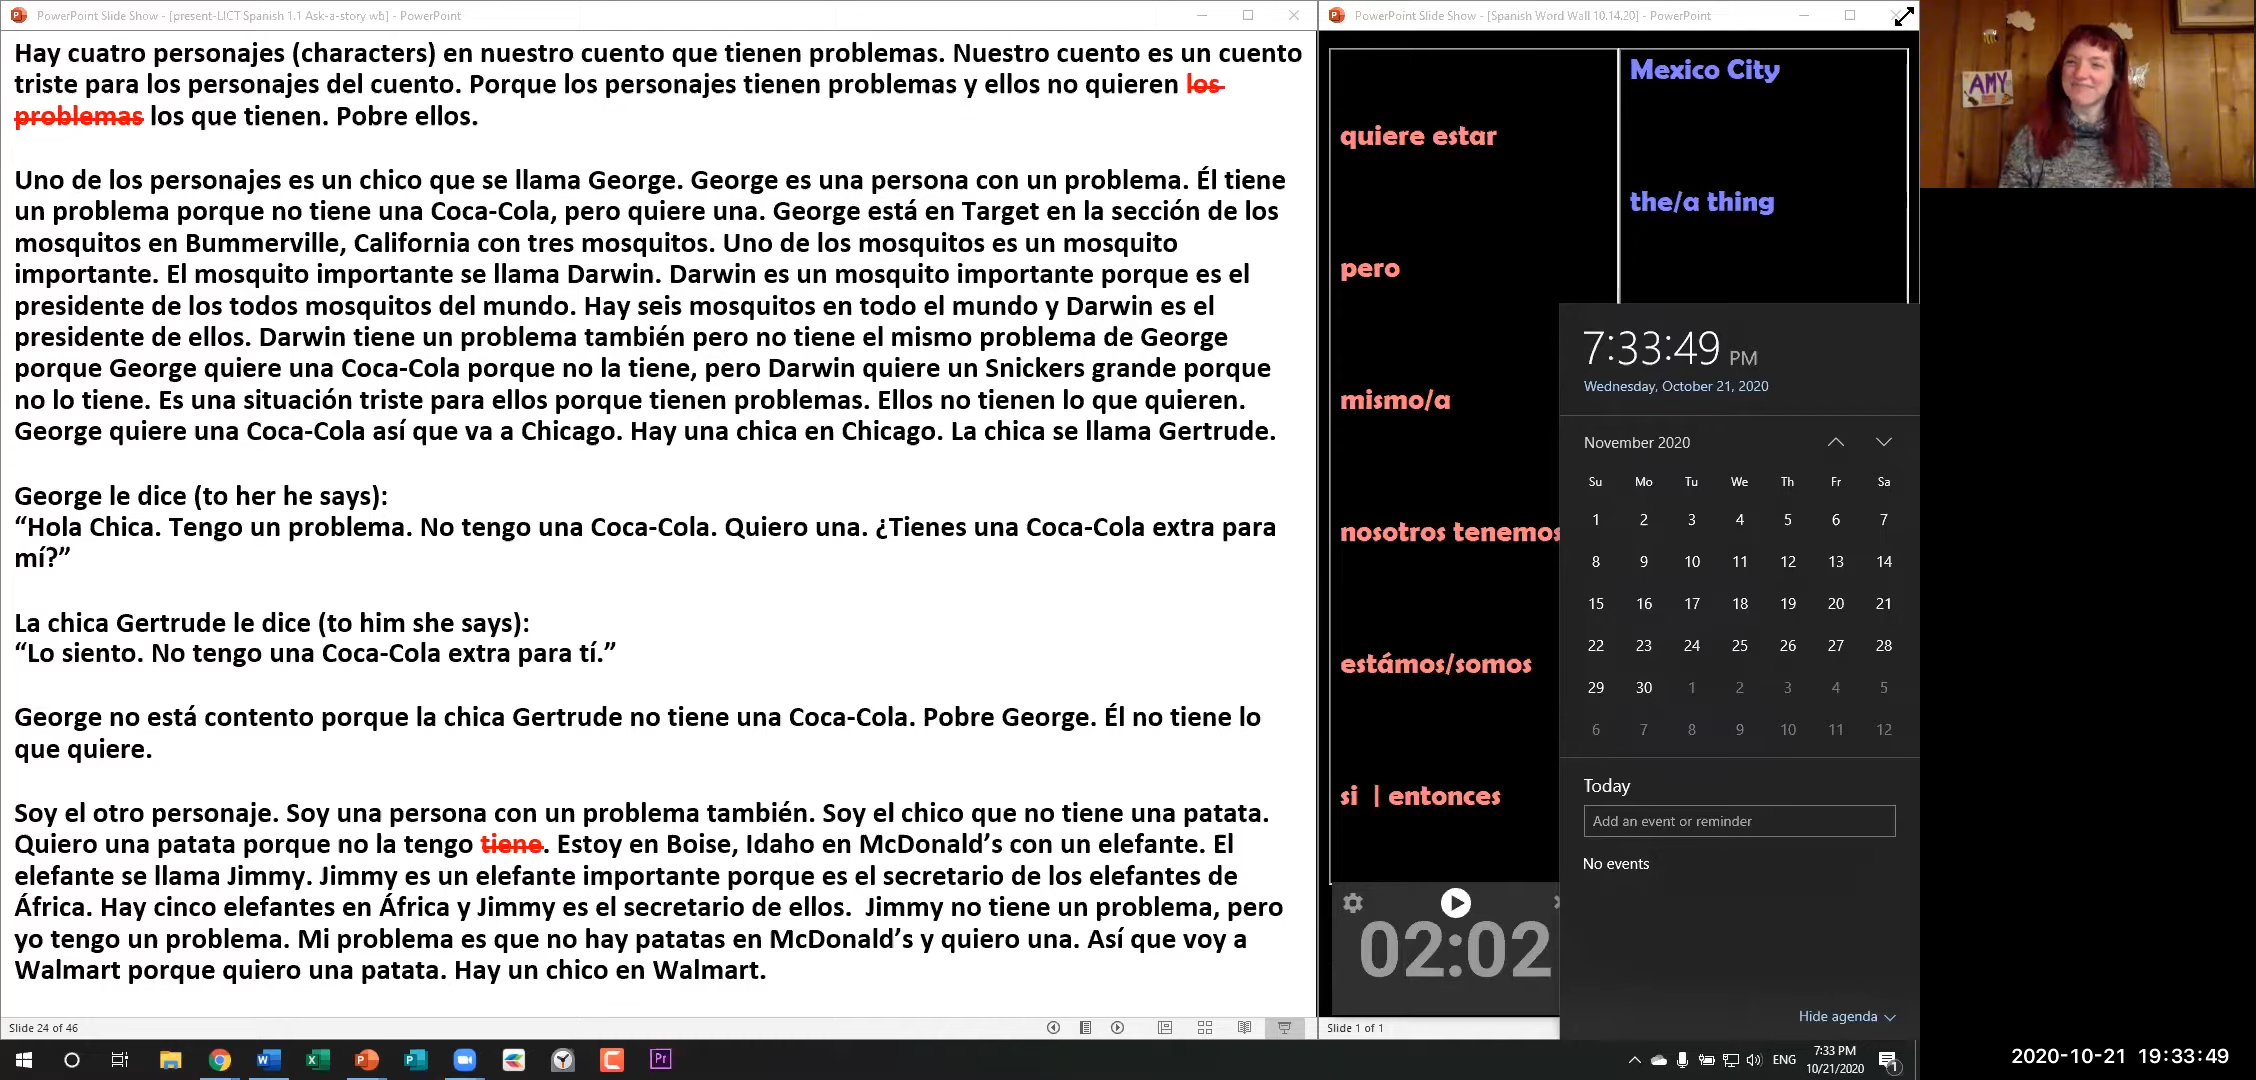 PowerPoint Slide Show - [present-LICT Spanish 1.1 Ask-a-story wb] - PowerPoint
Hay cuatro personajes (characters) en nuestro cuento que tienen problemas. Nuestro cuento es un cuento
triste para los personajes del cuento. Porque los personajes tienen problemas y ellos no quieren los
problemas los que tienen. Pobre ellos.
Uno de los personajes es un chico que se llama George. George es una persona con un problema. Él tiene
un problema porque no tiene una Coca-Cola, pero quiere una. George está en Target en la sección de los
mosquitos en Bummerville, California con tres mosquitos. Uno de los mosquitos es un mosquito
importante. El mosquito importante se llama Darwin. Darwin es un mosquito importante porque es el
presidente de los todos mosquitos del mundo. Hay seis mosquitos en todo el mundo y Darwin es el
presidente de ellos. Darwin tiene un problema también pero no tiene el mismo problema de George
porque George quiere una Coca-Cola porque no la tiene, pero Darwin quiere un Snickers grande porque
no lo tiene. Es una situación triste para ellos porque tienen problemas. Ellos no tienen lo que quieren.
George quiere una Coca-Cola así que va a Chicago. Hay una chica en Chicago. La chica se llama Gertrude.
George le dice (to her he says):
“Hola Chica. Tengo un problema. No tengo una Coca-Cola. Quiero una. ¿Tienes una Coca-Cola extra para
mí?”
La chica Gertrude le dice (to him she says):
“Lo siento. No tengo una Coca-Cola extra para tí.”
George no está contento porque la chica Gertrude no tiene una Coca-Cola. Pobre George. Él no tiene lo
que quiere.
Soy el otro personaje. Soy una persona con un problema también. Soy el chico que no tiene una patata.
Quiero una patata porque no la tengo tiene. Estoy en Boise, Idaho en McDonald’s con un elefante. El
elefante se llama Jimmy. Jimmy es un elefante importante porque es el secretario de los elefantes de
África. Hay cinco elefantes en África y Jimmy es el secretario de ellos. Jimmy no tiene un problema, pero
yo tengo un problema. Mi problema es que no hay patatas en McDonald’s y quiero una. Así que voy a
Walmart porque quiero una patata. Hay un chico en Walmart.
Slide 24 of 46
PowerPoint Slide Show - [Spanish Word Wall 10.14.20] - PowerPoint
quiere estar
pero
mismo/a
nosotros tenemos
estámos/somos
si | entonces
Mexico City
the/a thing
02:02
Slide 1 of 1
7:33:49 PM
Wednesday, October 21, 2020
November 2020
Su Mo Tu We Th Fr Sa
1 2 3 4 5 6 7
8 9 10 11 12 13 14
15 16 17 18 19 20 21
22 23 24 25 26 27 28
29 30 1 2 3 4 5
6 7 8 9 10 11 12
Today
Add an event or reminder
No events
Hide agenda
ENG
7:33 PM
10/21/2020
1
AMY
2020-10-21 19:33:49